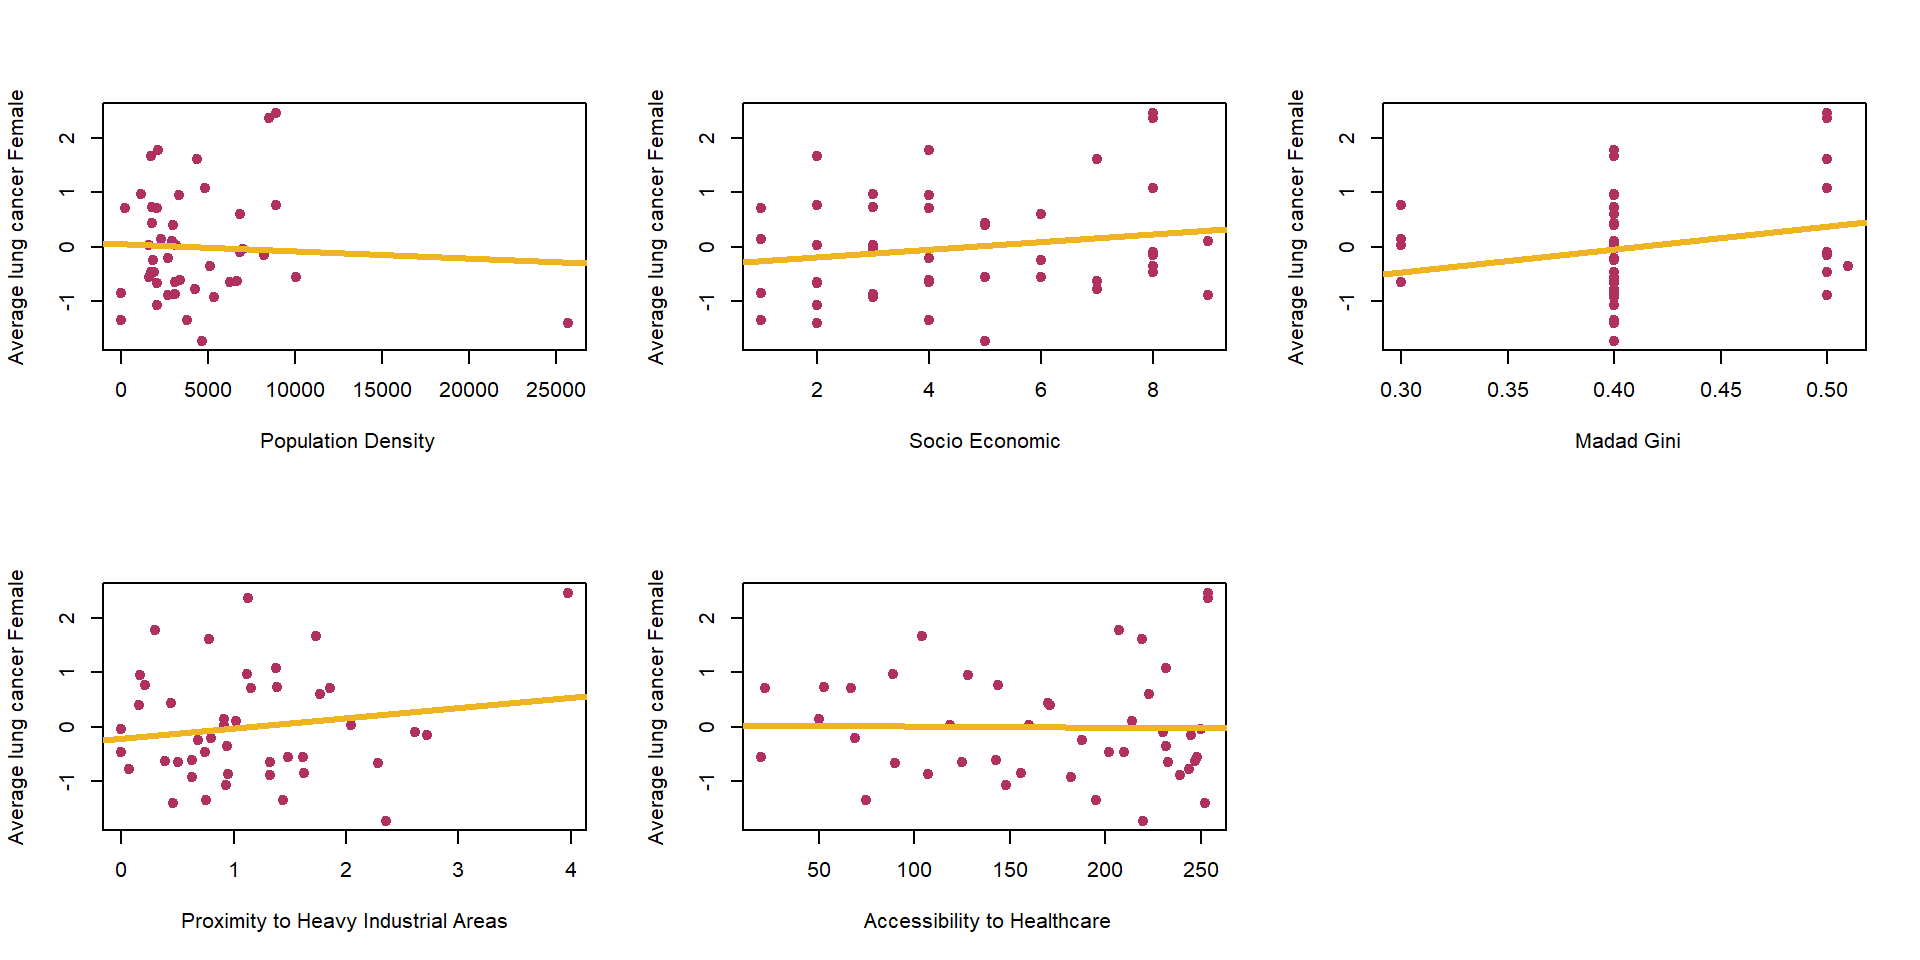 Average lung cancer Female
2
1
0
-1
0 5000 10000 15000 20000 25000
Population Density
Average lung cancer Female
2
1
0
-1
2 4 6 8
Socio Economic
Average lung cancer Female
2
1
0
-1
0.30 0.35 0.40 0.45 0.50
Madad Gini
Average lung cancer Female
2
1
0
-1
0 1 2 3 4
Proximity to Heavy Industrial Areas
Average lung cancer Female
2
1
0
-1
50 100 150 200 250
Accessibility to Healthcare